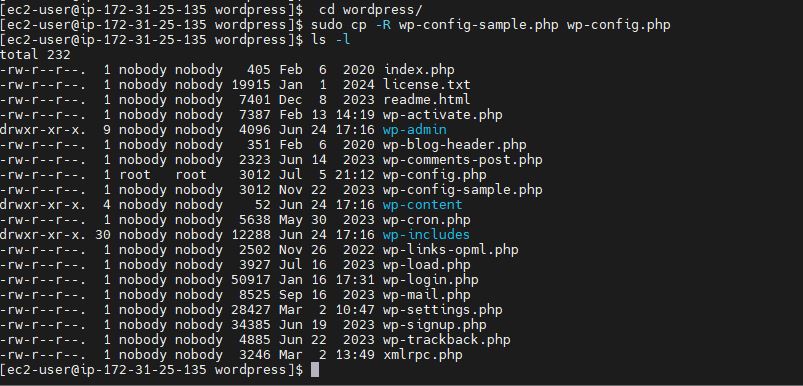 [ec2-user@ip-172-31-25-135 wordpress]$  cd wordpress/
[ec2-user@ip-172-31-25-135 wordpress]$ sudo cp -R wp-config-sample.php wp-config.php
[ec2-user@ip-172-31-25-135 wordpress]$ ls -l
total 232
-rw-r--r--.  1 nobody nobody   405 Feb  6  2020 index.php
-rw-r--r--.  1 nobody nobody 19915 Jan  1  2024 license.txt
-rw-r--r--.  1 nobody nobody  7401 Dec  8  2023 readme.html
-rw-r--r--.  1 nobody nobody  7387 Feb 13 14:19 wp-activate.php
drwxr-xr-x.  9 nobody nobody  4096 Jun 24 17:16 wp-admin
-rw-r--r--.  1 nobody nobody   351 Feb  6  2020 wp-blog-header.php
-rw-r--r--.  1 nobody nobody  2323 Jun 14  2023 wp-comments-post.php
-rw-r--r--.  1 root   root    3012 Jul  5 21:12 wp-config.php
-rw-r--r--.  1 nobody nobody  3012 Nov 22  2023 wp-config-sample.php
drwxr-xr-x.  4 nobody nobody    52 Jun 24 17:16 wp-content
-rw-r--r--.  1 nobody nobody  5638 May 30  2023 wp-cron.php
drwxr-xr-x. 30 nobody nobody 12288 Jun 24 17:16 wp-includes
-rw-r--r--.  1 nobody nobody  2502 Nov 26  2022 wp-links-opml.php
-rw-r--r--.  1 nobody nobody  3927 Jul 16  2023 wp-load.php
-rw-r--r--.  1 nobody nobody 50917 Jan 16 17:31 wp-login.php
-rw-r--r--.  1 nobody nobody  8525 Sep 16  2023 wp-mail.php
-rw-r--r--.  1 nobody nobody 28427 Mar  2 10:47 wp-settings.php
-rw-r--r--.  1 nobody nobody 34385 Jun 19  2023 wp-signup.php
-rw-r--r--.  1 nobody nobody  4885 Jun 22  2023 wp-trackback.php
-rw-r--r--.  1 nobody nobody  3246 Mar  2 13:49 xmlrpc.php
[ec2-user@ip-172-31-25-135 wordpress]$